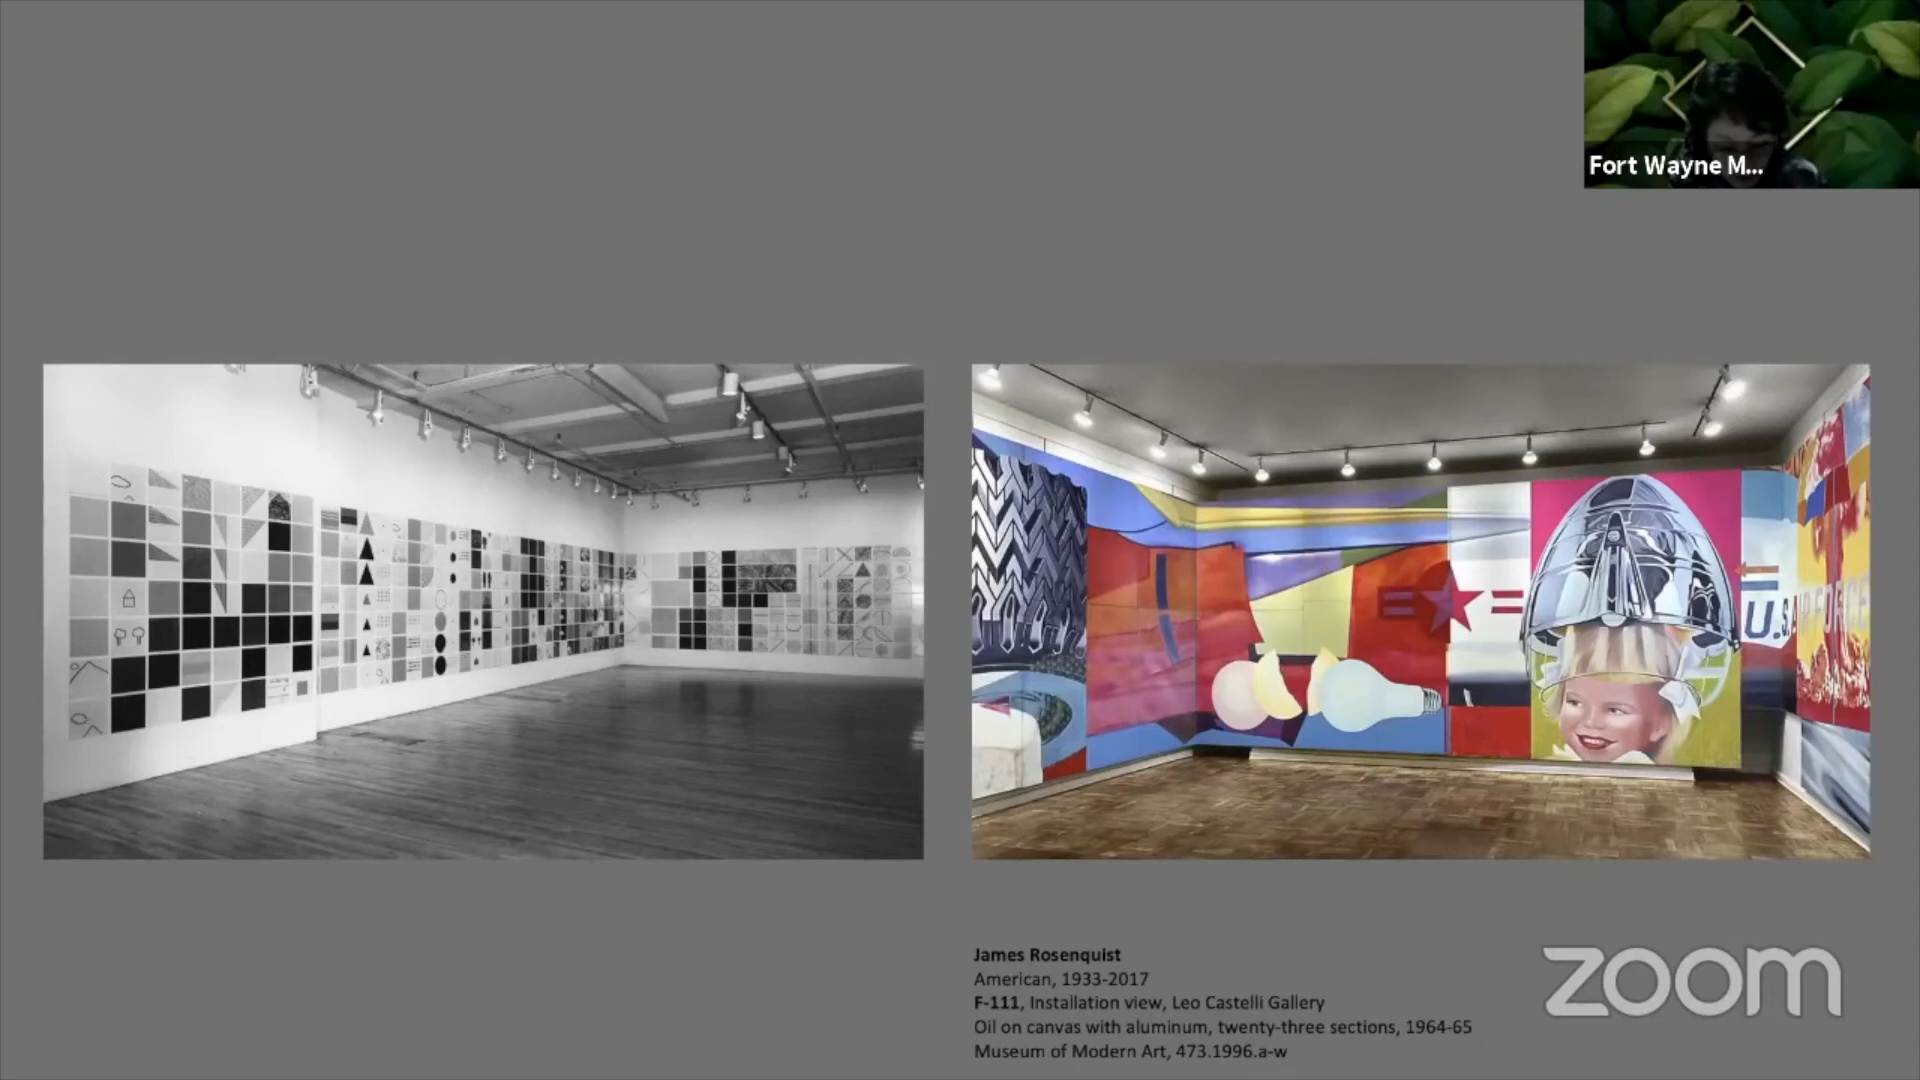 Fort Wayne M...
U.S. AIR FORCE
James Rosenquist
American, 1933-2017
F-111, Installation view, Leo Castelli Gallery
Oil on canvas with aluminum, twenty-three sections, 1964-65
Museum of Modern Art, 473.1996.a-w
zoom